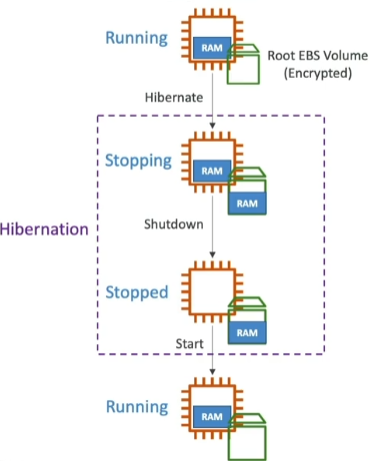 Running
RAM
Root EBS Volume
(Encrypted)
Hibernate
Stopping
RAM
RAM
Hibernation
Shutdown
Stopped
RAM
Start
Running
RAM